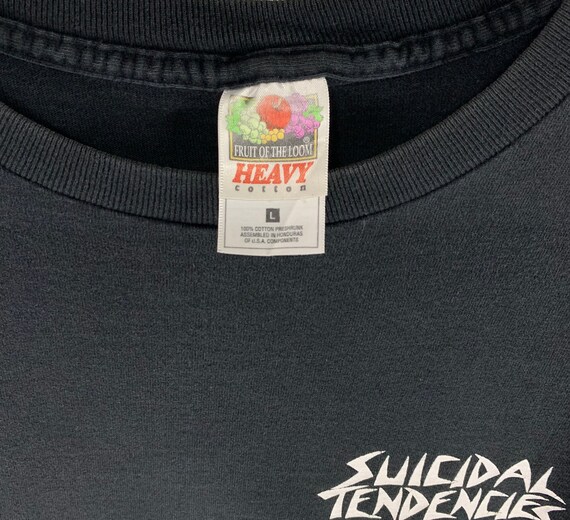 FRUIT OF THE LOOM
HEAVY
cotton
L
100% COTTON PRESHRUNK
ASSEMBLED IN HONDURAS
OF U.S.A. COMPONENTS
SUICIDAL
TENDENCIES